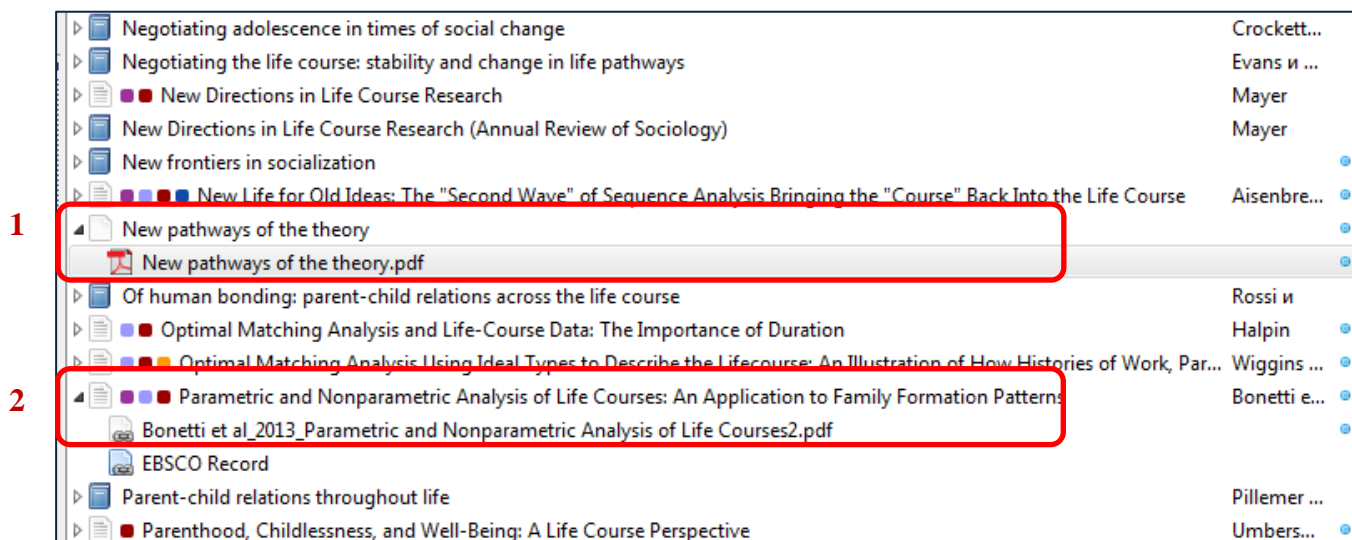 Negotiating adolescence in times of social change Crockett...
Negotiating the life course: stability and change in life pathways Evans и ...
New Directions in Life Course Research Mayer
New Directions in Life Course Research (Annual Review of Sociology) Mayer
New frontiers in socialization
New Life for Old Ideas: The "Second Wave" of Sequence Analysis Bringing the "Course" Back Into the Life Course Aisenbre...
1 New pathways of the theory
New pathways of the theory.pdf
Of human bonding: parent-child relations across the life course Rossi и
Optimal Matching Analysis and Life-Course Data: The Importance of Duration Halpin
Optimal Matching Analysis Using Ideal Types to Describe the Lifecourse: An Illustration of How Histories of Work, Par... Wiggins ...
2 Parametric and Nonparametric Analysis of Life Courses: An Application to Family Formation Patterns Bonetti e...
Bonetti et al_2013_Parametric and Nonparametric Analysis of Life Courses2.pdf
EBSCO Record
Parent-child relations throughout life Pillemer ...
Parenthood, Childlessness, and Well-Being: A Life Course Perspective Umbers...